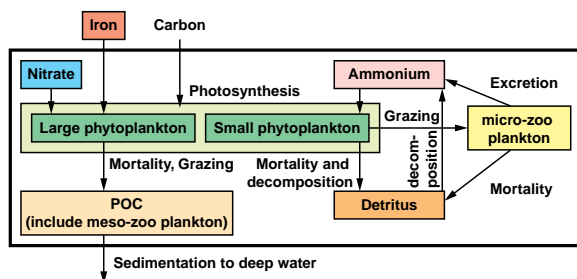 Iron
Carbon
Nitrate
Ammonium
Photosynthesis
Excretion
Large phytoplankton
Small phytoplankton
Grazing
micro-zoo
plankton
Mortality, Grazing
Mortality and
decomposition
decom-
position
Mortality
POC
(include meso-zoo plankton)
Detritus
Sedimentation to deep water